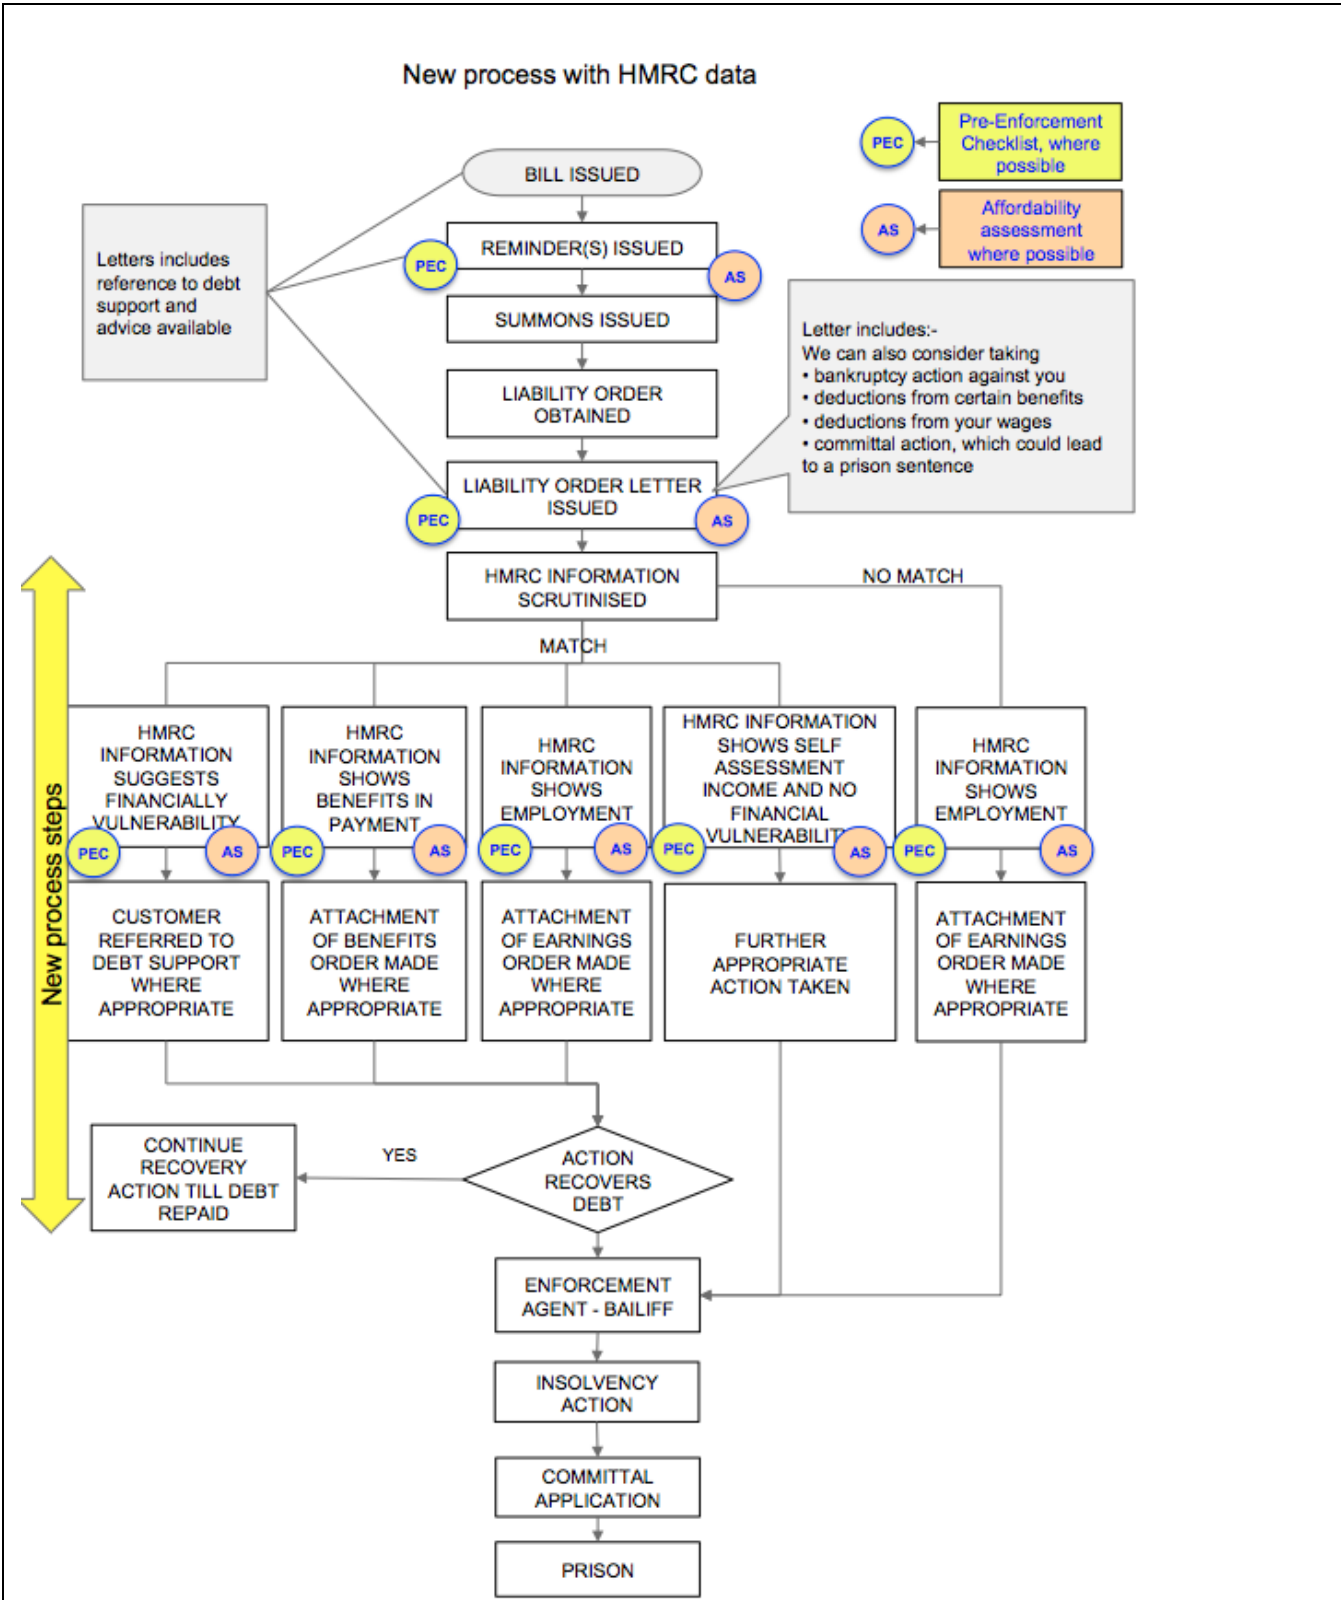 New process with HMRC data
PEC
Pre-Enforcement
Checklist, where
possible
AS
Affordability
assessment
where possible
BILL ISSUED
Letters includes
reference to debt
support and
advice available
REMINDER(S) ISSUED
PEC
AS
SUMMONS ISSUED
Letter includes:-
We can also consider taking
• bankruptcy action against you
• deductions from certain benefits
• deductions from your wages
• committal action, which could lead
to a prison sentence
LIABILITY ORDER
OBTAINED
LIABILITY ORDER LETTER
ISSUED
PEC
AS
HMRC INFORMATION
SCRUTINISED
NO MATCH
MATCH
New process steps
HMRC
INFORMATION
SUGGESTS
FINANCIALLY
VULNERABILITY
PEC
AS
HMRC
INFORMATION
SHOWS
BENEFITS IN
PAYMENT
PEC
AS
HMRC
INFORMATION
SHOWS
EMPLOYMENT
PEC
AS
HMRC INFORMATION
SHOWS SELF
ASSESSMENT
INCOME AND NO
FINANCIAL
VULNERABILITY
PEC
AS
HMRC
INFORMATION
SHOWS
EMPLOYMENT
PEC
AS
CUSTOMER
REFERRED TO
DEBT SUPPORT
WHERE
APPROPRIATE
ATTACHMENT
OF BENEFITS
ORDER MADE
WHERE
APPROPRIATE
ATTACHMENT
OF EARNINGS
ORDER MADE
WHERE
APPROPRIATE
FURTHER
APPROPRIATE
ACTION TAKEN
ATTACHMENT
OF EARNINGS
ORDER MADE
WHERE
APPROPRIATE
CONTINUE
RECOVERY
ACTION TILL DEBT
REPAID
YES
ACTION
RECOVERS
DEBT
ENFORCEMENT
AGENT - BAILIFF
INSOLVENCY
ACTION
COMMITTAL
APPLICATION
PRISON